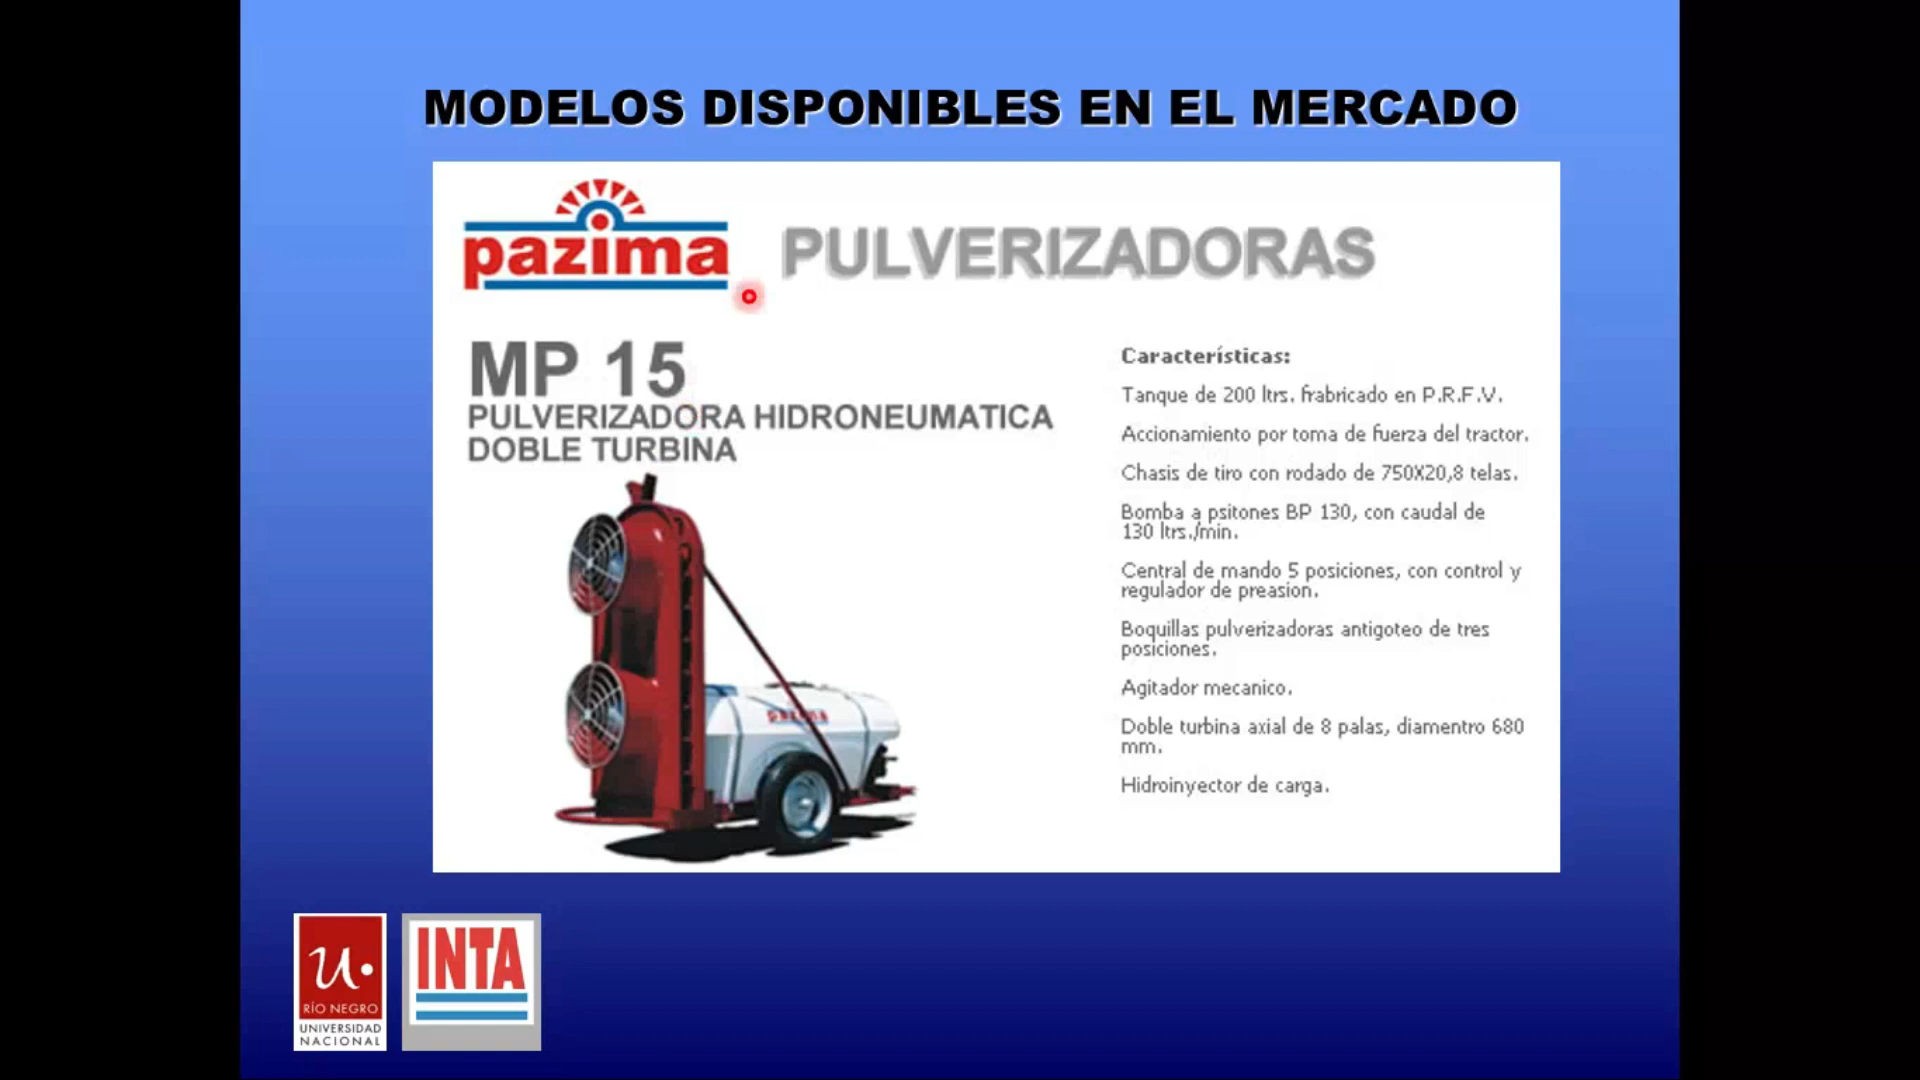 MODELOS DISPONIBLES EN EL MERCADO
pazima
PULVERIZADORAS
MP 15
PULVERIZADORA HIDRONEUMATICA
DOBLE TURBINA
Características:
Tanque de 200 ltrs. frabricado en P.R.F.V.
Accionamiento por toma de fuerza del tractor.
Chasis de tiro con rodado de 750X20,8 telas.
Bomba a psitones BP 130, con caudal de
130 ltrs./min.
Central de mando 5 posiciones, con control y
regulador de preasion.
Boquillas pulverizadoras antigoteo de tres
posiciones.
Agitador mecanico.
Doble turbina axial de 8 palas, diamentro 680
mm.
Hidroinyector de carga.
pazima
u.
RÍO NEGRO
UNIVERSIDAD
NACIONAL
INTA